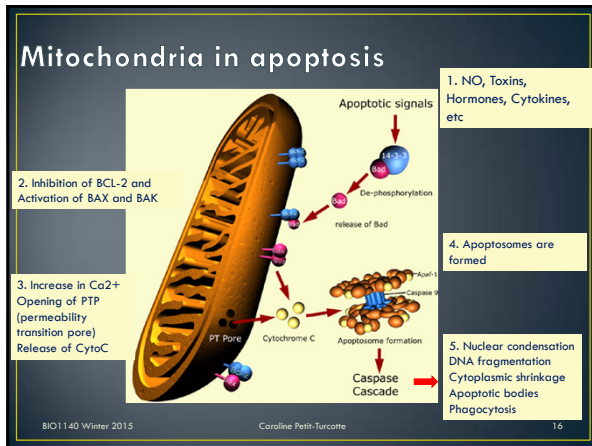 Mitochondria in apoptosis
1. NO, Toxins,
Hormones, Cytokines,
etc
Apoptotic signals
14-3-3
Bad
De-phosphorylation
Bad
release of Bad
2. Inhibition of BCL-2 and
Activation of BAX and BAK
4. Apoptosomes are
formed
3. Increase in Ca2+
Opening of PTP
(permeability
transition pore)
Release of CytoC
Apaf-1
Caspase 9
PT Pore
Cytochrome C
Apoptosome formation
Caspase
Cascade
5. Nuclear condensation
DNA fragmentation
Cytoplasmic shrinkage
Apoptotic bodies
Phagocytosis
BIO1140 Winter 2015
Caroline Petit-Turcotte
16